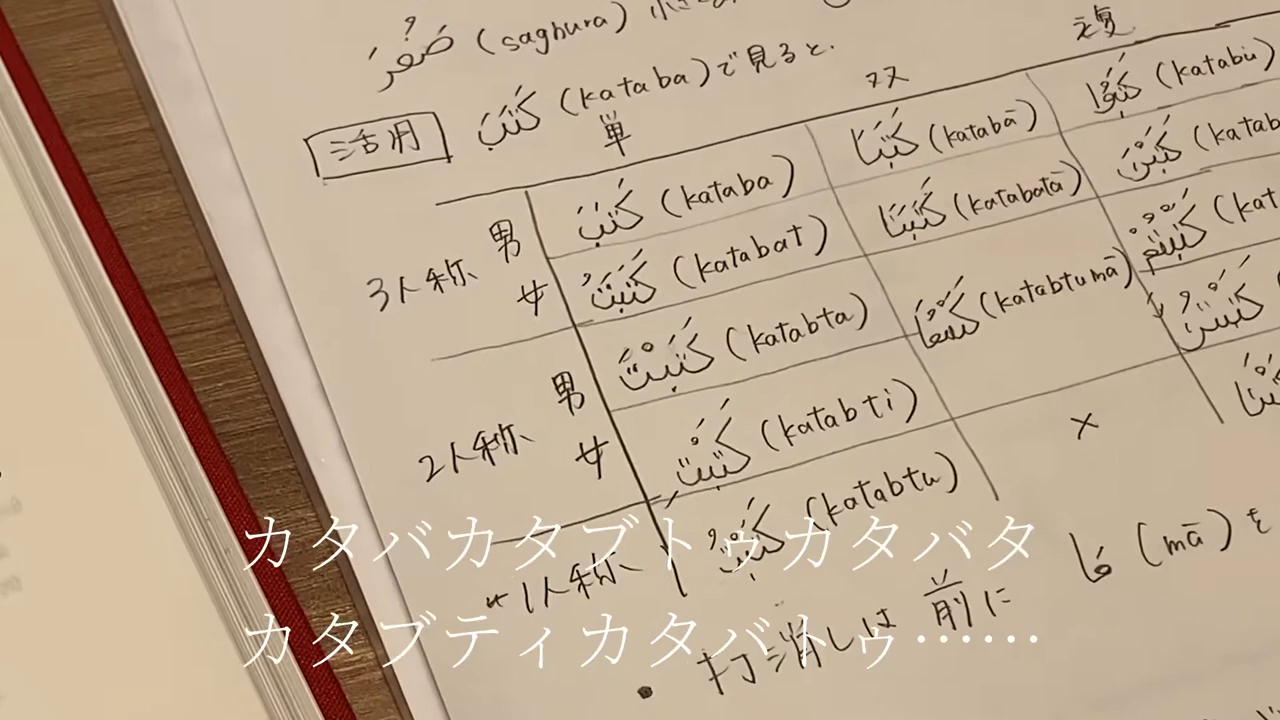 صَغُرَ (saghura) 小さ
活用 كَتَبَ (kataba)で見ると.
単 双 複
3人称 男 كَتَبَ (kataba) كَتَبَا (katabā) كَتَبُوا (katabū)
女 كَتَبَتْ (katabat) كَتَبَتَا (katabatā) كَتَبْنَ (katab
2人称 男 كَتَبْتَ (katabta) كَتَبْتُمَا (katabtumā) كَتَبْتُمْ (kat
女 كَتَبْتِ (katabti) كَتَبْتُنَّ
1人称 كَتَبْتُ (katabtu) ×
• 打消しは 前に مَا (mā)を
カタバカタブトゥカタバタ
カタブティカタバトゥ……